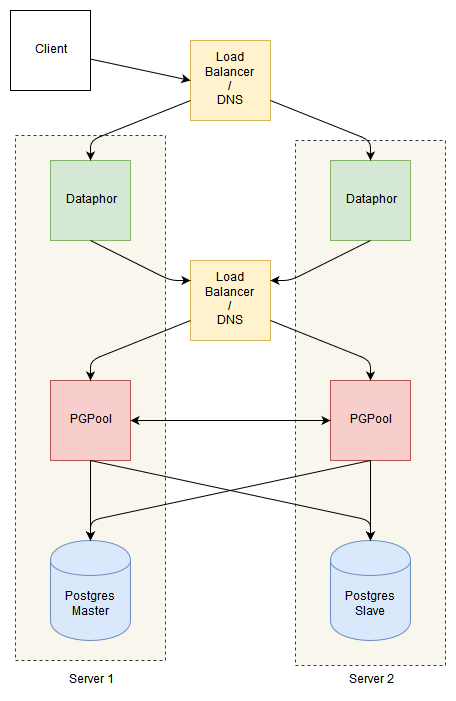 Client
Load
Balancer
/
DNS
Dataphor
Dataphor
Load
Balancer
/
DNS
PGPool
PGPool
Postgres
Master
Postgres
Slave
Server 1
Server 2